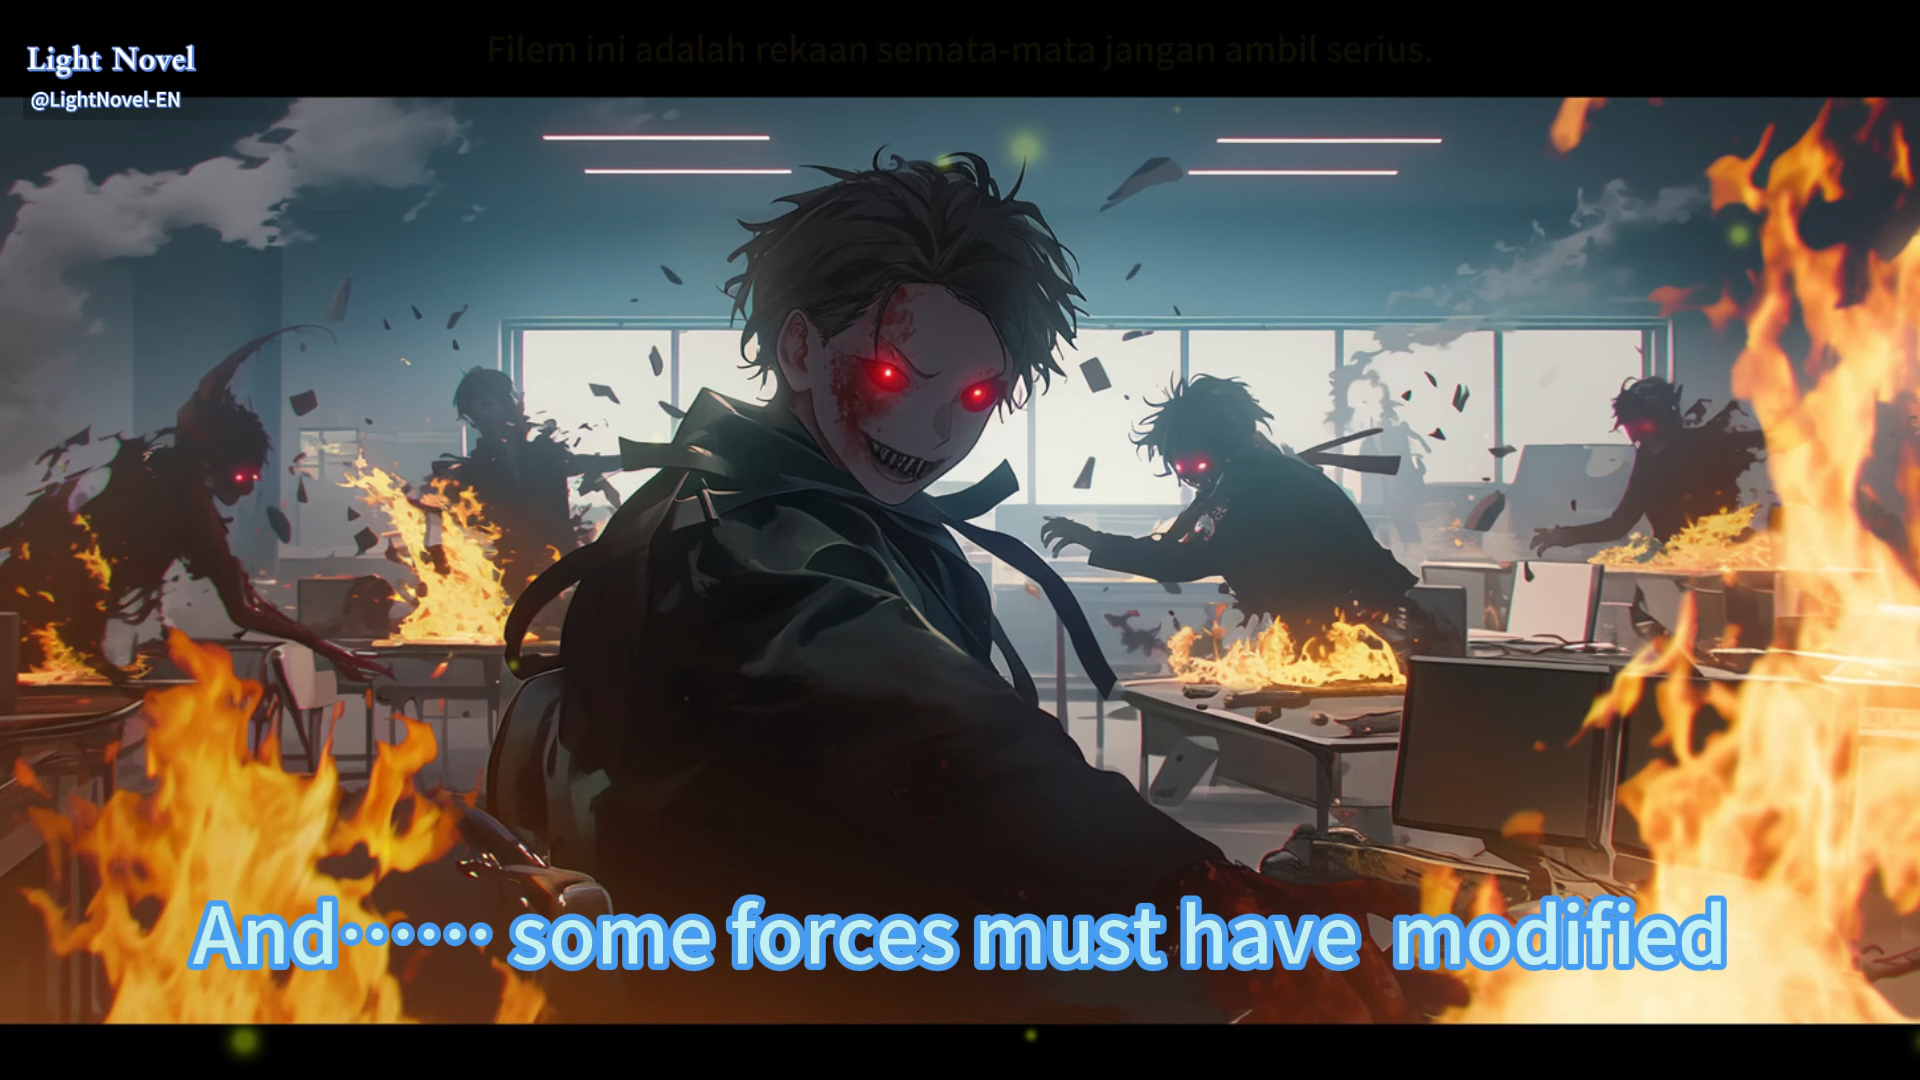 Filem ini adalah rekaan semata-mata jangan ambil serius.
Light Novel
@LightNovel-EN
And······ some forces must have modified